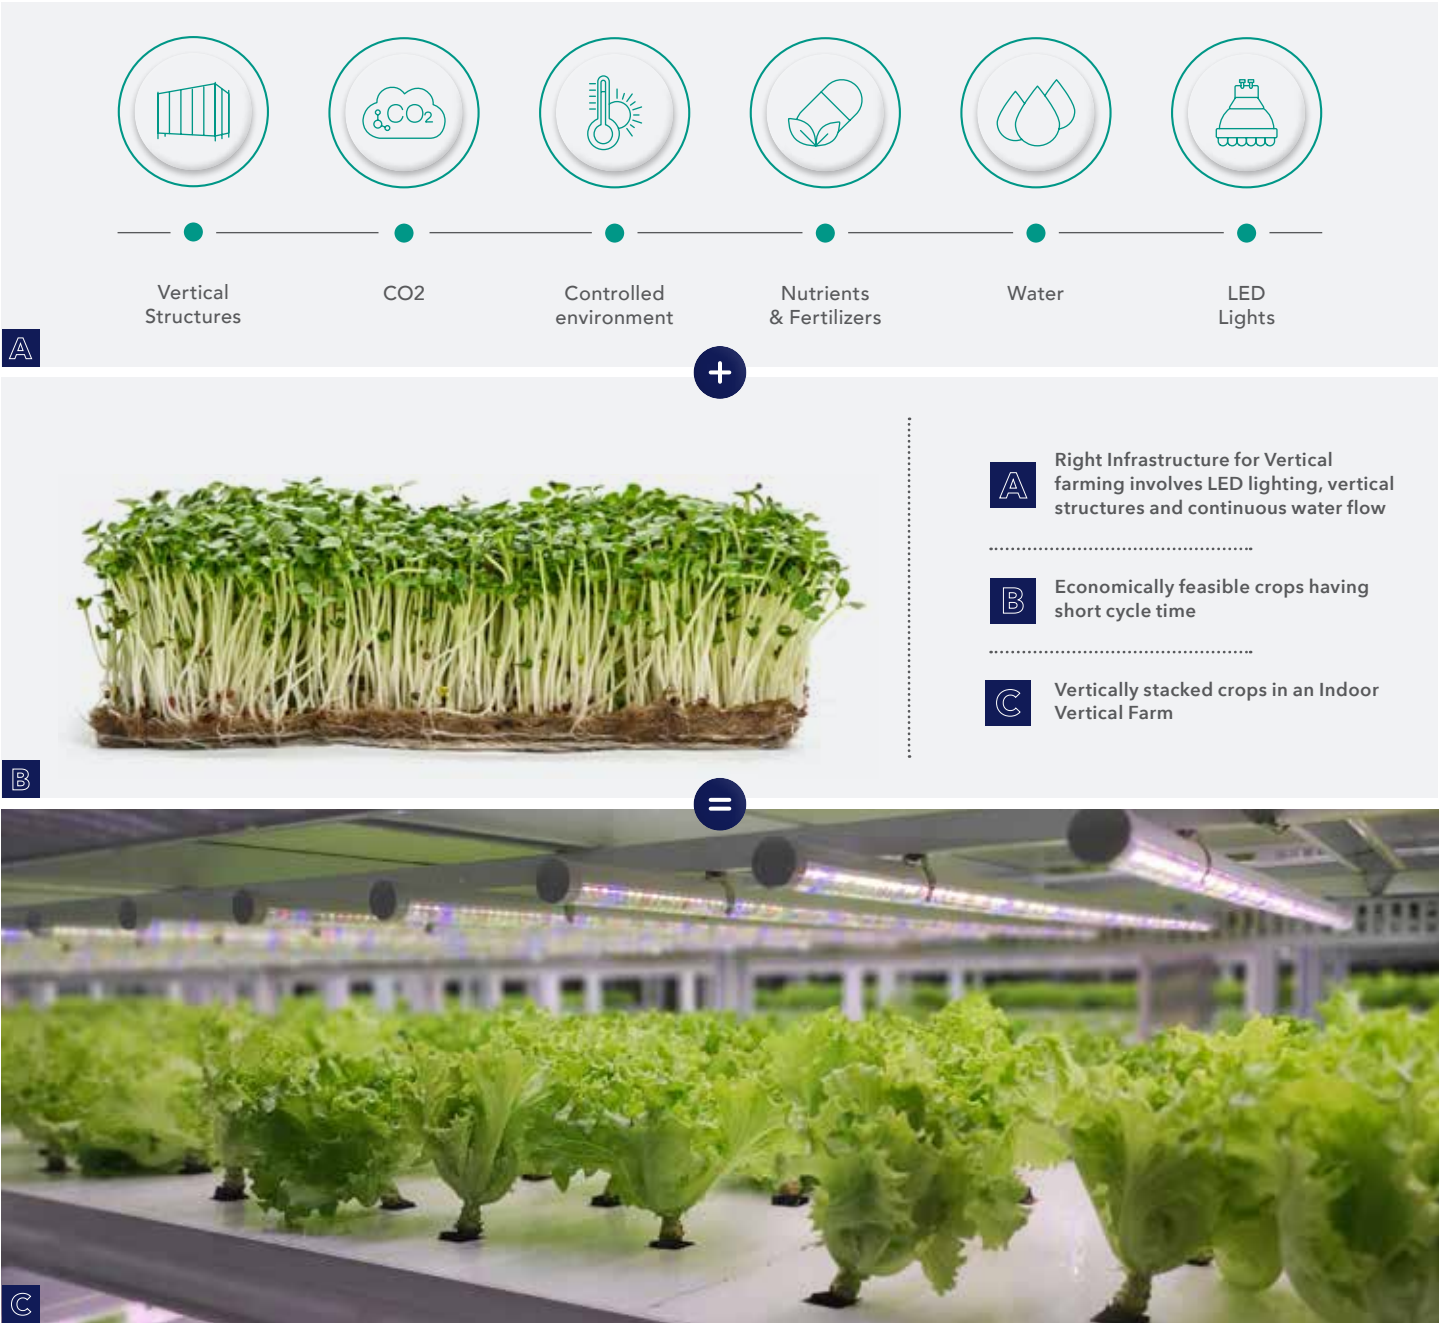 CO2
Vertical
Structures
CO2
Controlled
environment
Nutrients
& Fertilizers
Water
LED
Lights
A
+
A
Right Infrastructure for Vertical
farming involves LED lighting, vertical
structures and continuous water flow
B
Economically feasible crops having
short cycle time
C
Vertically stacked crops in an Indoor
Vertical Farm
B
=
C